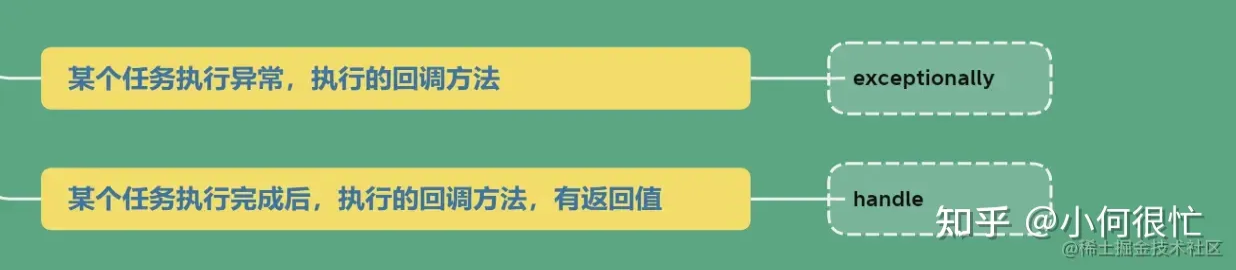 某个任务执行异常，执行的回调方法
exceptionally
某个任务执行完成后，执行的回调方法，有返回值
handle
知乎 @小何很忙
@稀土掘金技术社区